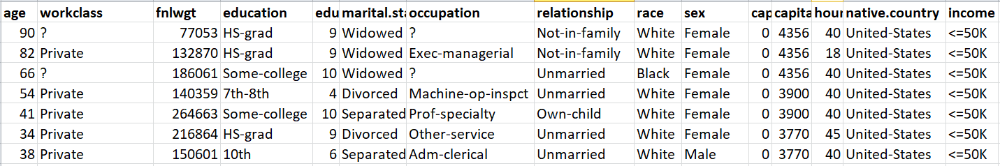 age workclass fnlwgt education edu marital.sta occupation relationship race sex cap capita hour native.country income
90 ? 77053 HS-grad 9 Widowed ? Not-in-family White Female 0 4356 40 United-States <=50K
82 Private 132870 HS-grad 9 Widowed Exec-managerial Not-in-family White Female 0 4356 18 United-States <=50K
66 ? 186061 Some-college 10 Widowed ? Unmarried Black Female 0 4356 40 United-States <=50K
54 Private 140359 7th-8th 4 Divorced Machine-op-inspct Unmarried White Female 0 3900 40 United-States <=50K
41 Private 264663 Some-college 10 Separated Prof-specialty Own-child White Female 0 3900 40 United-States <=50K
34 Private 216864 HS-grad 9 Divorced Other-service Unmarried White Female 0 3770 45 United-States <=50K
38 Private 150601 10th 6 Separated Adm-clerical Unmarried White Male 0 3770 40 United-States <=50K